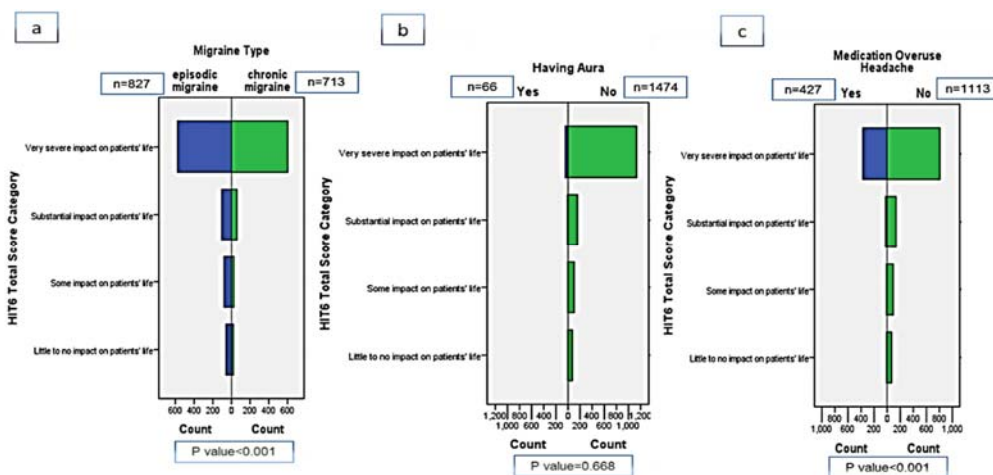 a
Migraine Type
n=827
episodic migraine
chronic migraine
n=713
HIT6 Total Score Category
Very severe impact on patients' life
Substantial impact on patients' life
Some impact on patients' life
Little to no impact on patients' life
600 400 200 0 200 400 600
Count Count
P value<0.001
b
Having Aura
n=66 Yes No n=1474
HIT6 Total Score Category
Very severe impact on patients' life
Substantial impact on patients' life
Some impact on patients' life
Little to no impact on patients' life
1,200 1,000 800 600 400 200 0 200 400 600 800 1,000 1,200
Count Count
P value=0.668
c
Medication Overuse
Headache
n=427 Yes No n=1113
HIT6 Total Score Category
Very severe impact on patients' life
Substantial impact on patients' life
Some impact on patients' life
Little to no impact on patients' life
1,000 800 600 400 200 0 200 400 600 800 1,000
Count Count
P value<0.001